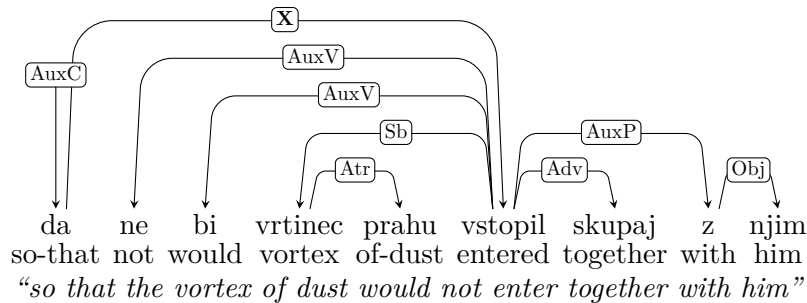 X
AuxC AuxV
AuxV
Sb AuxP
Atr Adv Obj
da ne bi vrtinec prahu vstopil skupaj z njim
so-that not would vortex of-dust entered together with him
“so that the vortex of dust would not enter together with him”